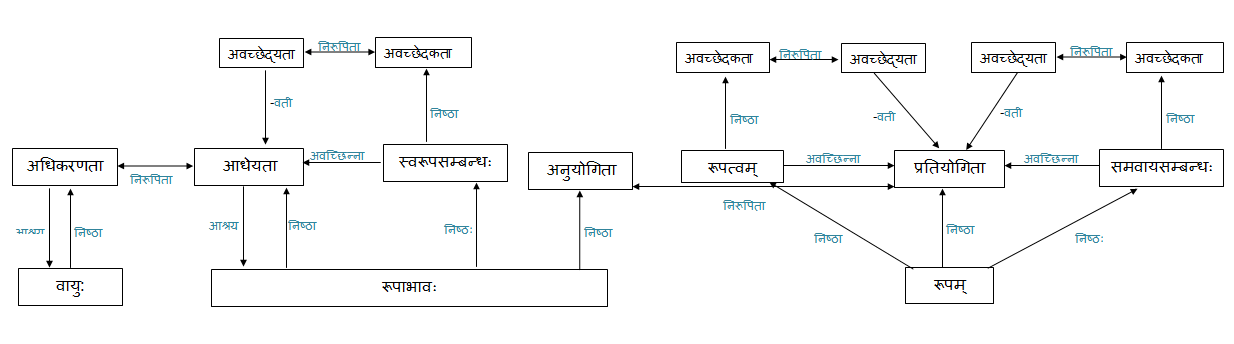 अवच्छेद्यता निरुपिता अवच्छेदकता
अवच्छेदकता निरुपिता अवच्छेद्यता
अवच्छेद्यता निरुपिता अवच्छेदकता
-वती निष्ठा
निष्ठा -वती -वती निष्ठा
अधिकरणता निरुपिता आधेयता अवच्छिन्ना स्वरूपसम्बन्धः
अनुयोगिता निरुपिता
रूपत्वम् अवच्छिन्ना प्रतियोगिता अवच्छिन्ना समवायसम्बन्धः
आश्रय निष्ठा आश्रय निष्ठा निष्ठः निष्ठा
निष्ठा निष्ठा निष्ठः
वायुः रूपाभावः रूपम्